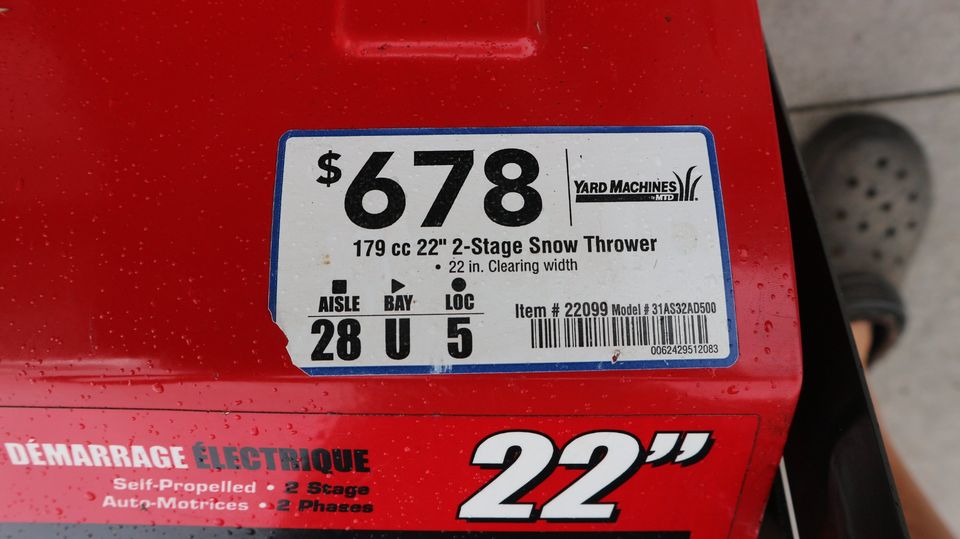 $678
YARD MACHINES
by MTD
179 cc 22" 2-Stage Snow Thrower
• 22 in. Clearing width
AISLE BAY LOC
28 U 5
Item # 22099 Model # 31AS32AD500
0062429512083
DÉMARRAGE ÉLECTRIQUE
Self-Propelled • 2 Stage
Auto-Motrices • 2 Phases
22"